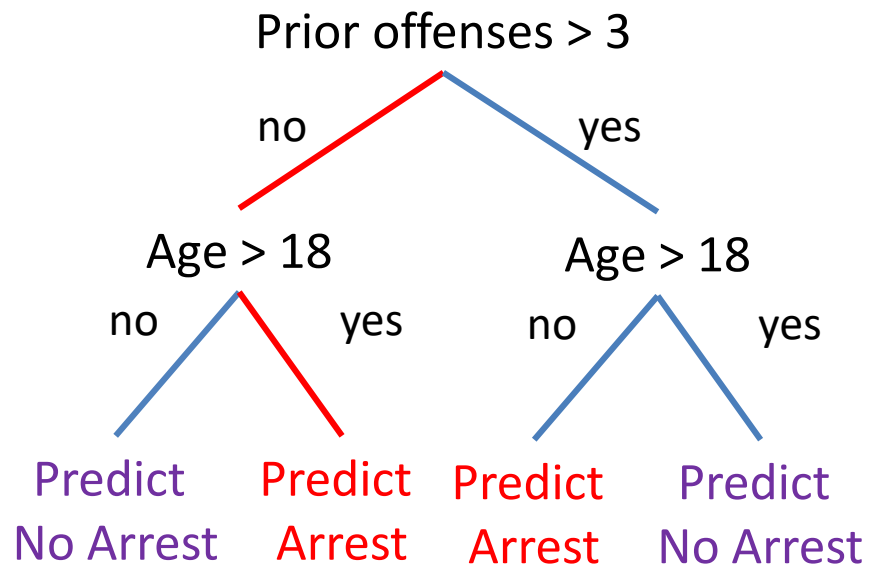 Prior offenses > 3
no
yes
Age > 18
Age > 18
no
yes
no
yes
Predict
No Arrest
Predict
Arrest
Predict
Arrest
Predict
No Arrest